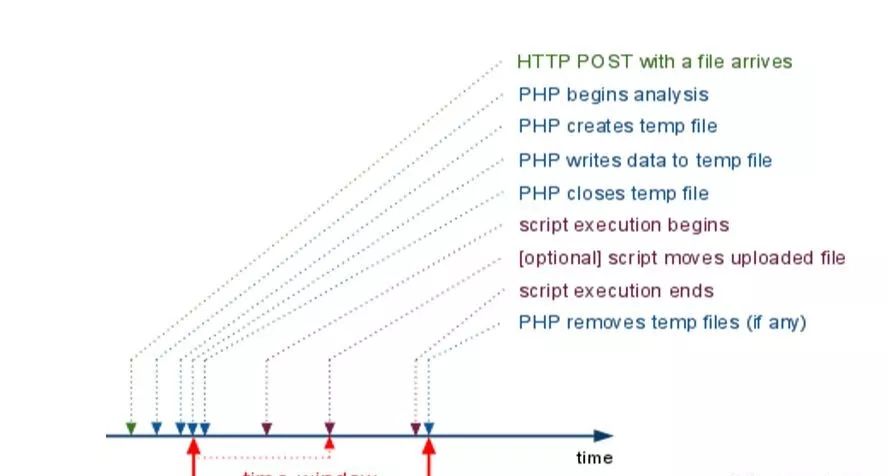 HTTP POST with a file arrives
PHP begins analysis
PHP creates temp file
PHP writes data to temp file
PHP closes temp file
script execution begins
[optional] script moves uploaded file
script execution ends
PHP removes temp files (if any)
time
time window